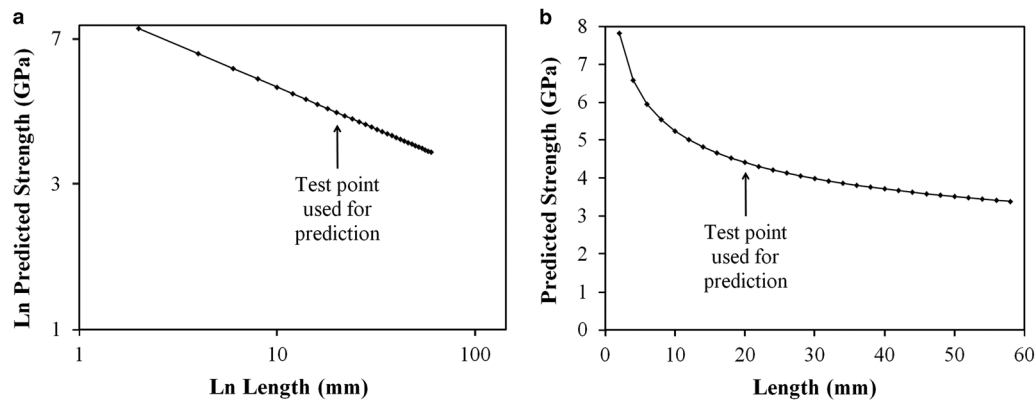 a
Ln Predicted Strength (GPa)
7
3
1
1
10
100
Test point
used for
prediction
Ln Length (mm)
b
Predicted Strength (GPa)
8
7
6
5
4
3
2
1
0
0
10
20
30
40
50
60
Test point
used for
prediction
Length (mm)